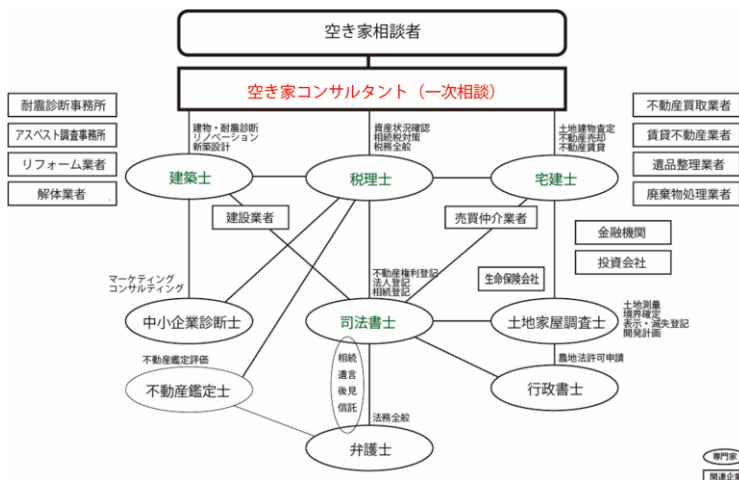 空き家相談者
空き家コンサルタント（一次相談）
耐震診断事務所
アスベスト調査事務所
リフォーム業者
解体業者
不動産買取業者
賃貸不動産業者
遺品整理業者
廃棄物処理業者
建物・耐震診断
リノベーション
新築設計
資産状況確認
相続税対策
税務全般
土地建物査定
不動産売却
不動産賃貸
建築士
税理士
宅建士
建設業者
売買仲介業者
金融機関
投資会社
マーケティング
コンサルティング
不動産権利登記
法人登記
相続登記
生命保険会社
中小企業診断士
司法書士
土地家屋調査士
土地測量
境界確定
表示・滅失登記
開発計画
不動産鑑定評価
不動産鑑定士
相続
遺言
後見
信託
農地法許可申請
行政書士
法務全般
弁護士
専門家
関連企業